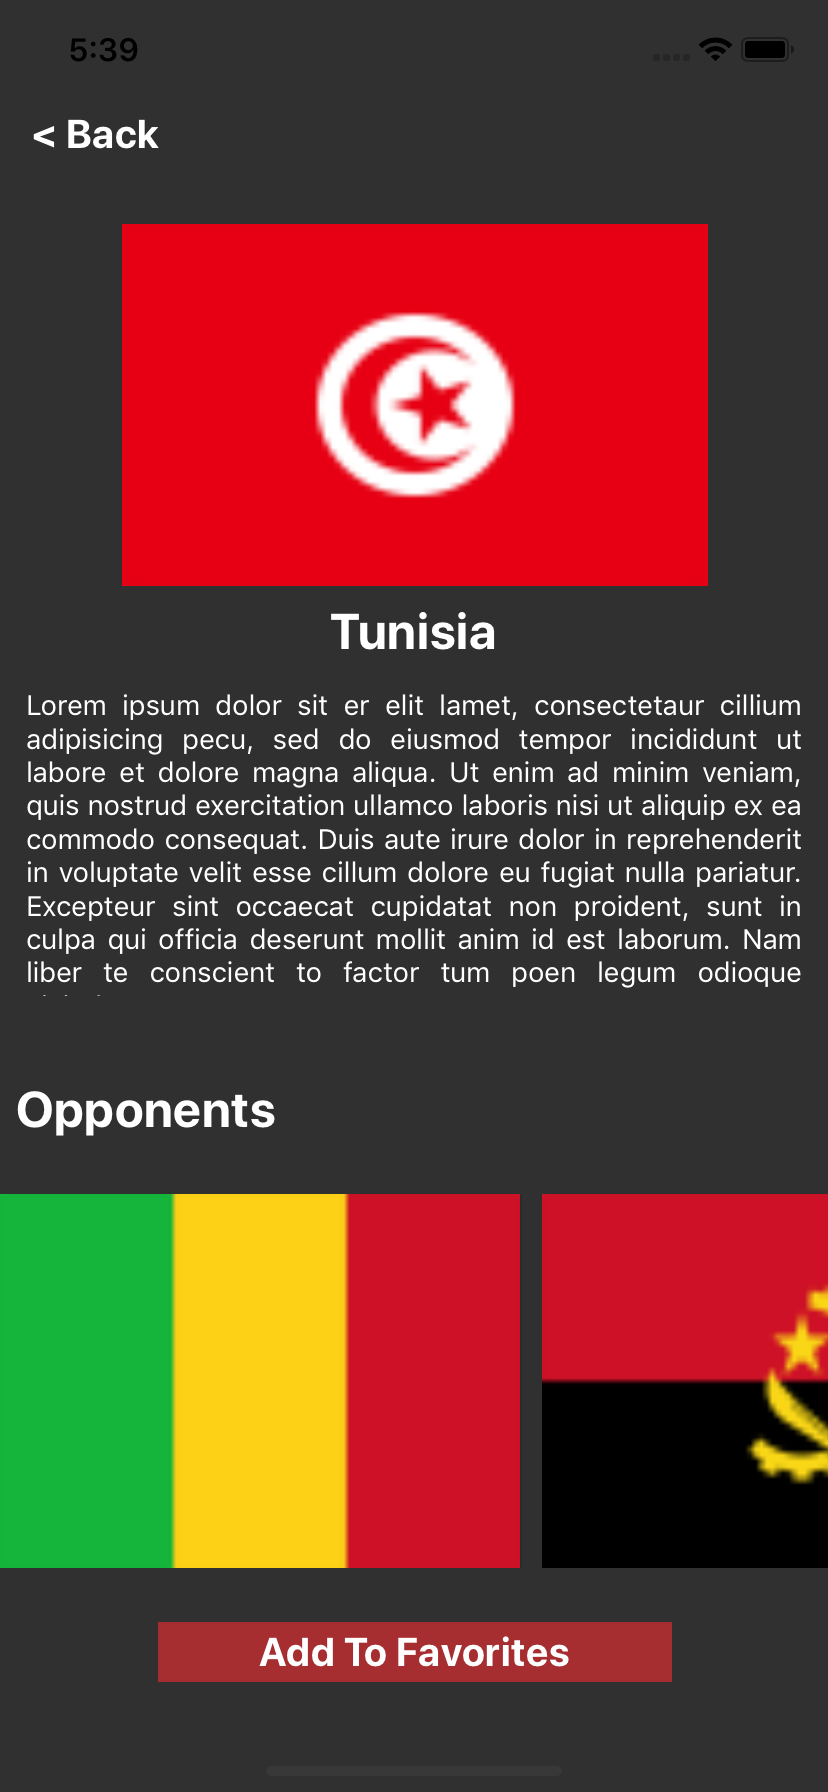 5:39
< Back
Tunisia
Lorem ipsum dolor sit er elit lamet, consectetaur cillium
adipisicing pecu, sed do eiusmod tempor incididunt ut
labore et dolore magna aliqua. Ut enim ad minim veniam,
quis nostrud exercitation ullamco laboris nisi ut aliquip ex ea
commodo consequat. Duis aute irure dolor in reprehenderit
in voluptate velit esse cillum dolore eu fugiat nulla pariatur.
Excepteur sint occaecat cupidatat non proident, sunt in
culpa qui officia deserunt mollit anim id est laborum. Nam
liber te conscient to factor tum poen legum odioque
Opponents
Add To Favorites